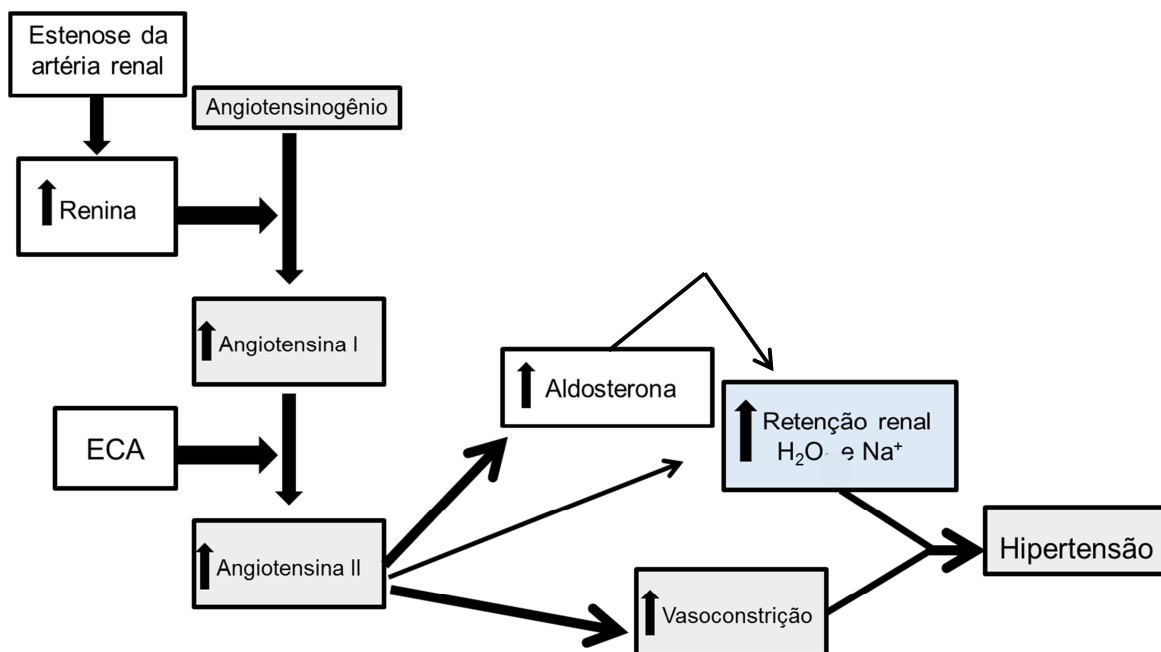 Estenose da
artéria renal
Angiotensinogênio
Renina
Angiotensina I
ECA
Angiotensina II
Aldosterona
Retenção renal
H₂O e Na⁺
Vasoconstrição
Hipertensão